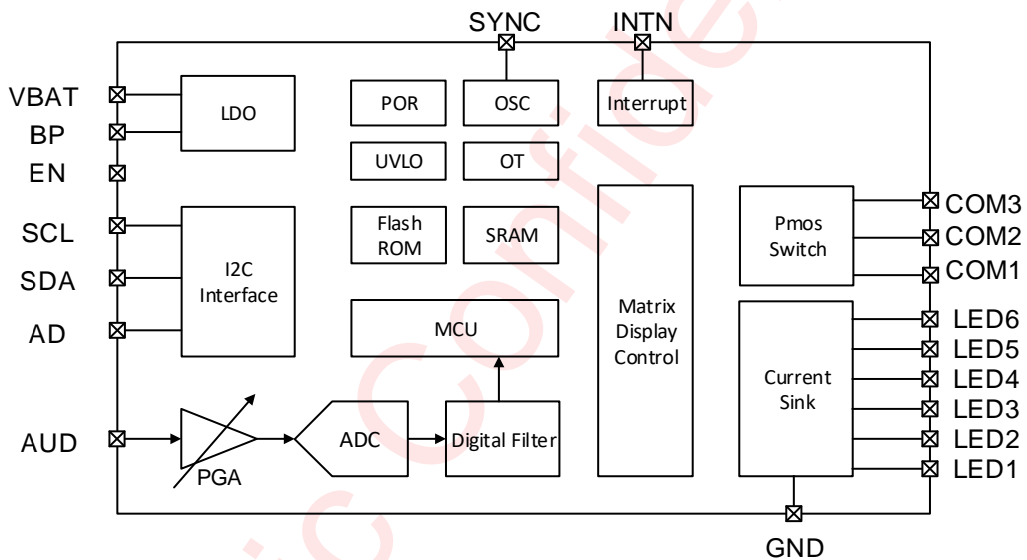 SYNC
INTN
VBAT
BP
EN
SCL
SDA
AD
AUD
LDO
POR
OSC
Interrupt
UVLO
OT
Flash
ROM
SRAM
I2C
Interface
MCU
Matrix
Display
Control
Pmos
Switch
COM3
COM2
COM1
Current
Sink
LED6
LED5
LED4
LED3
LED2
LED1
PGA
ADC
Digital Filter
GND